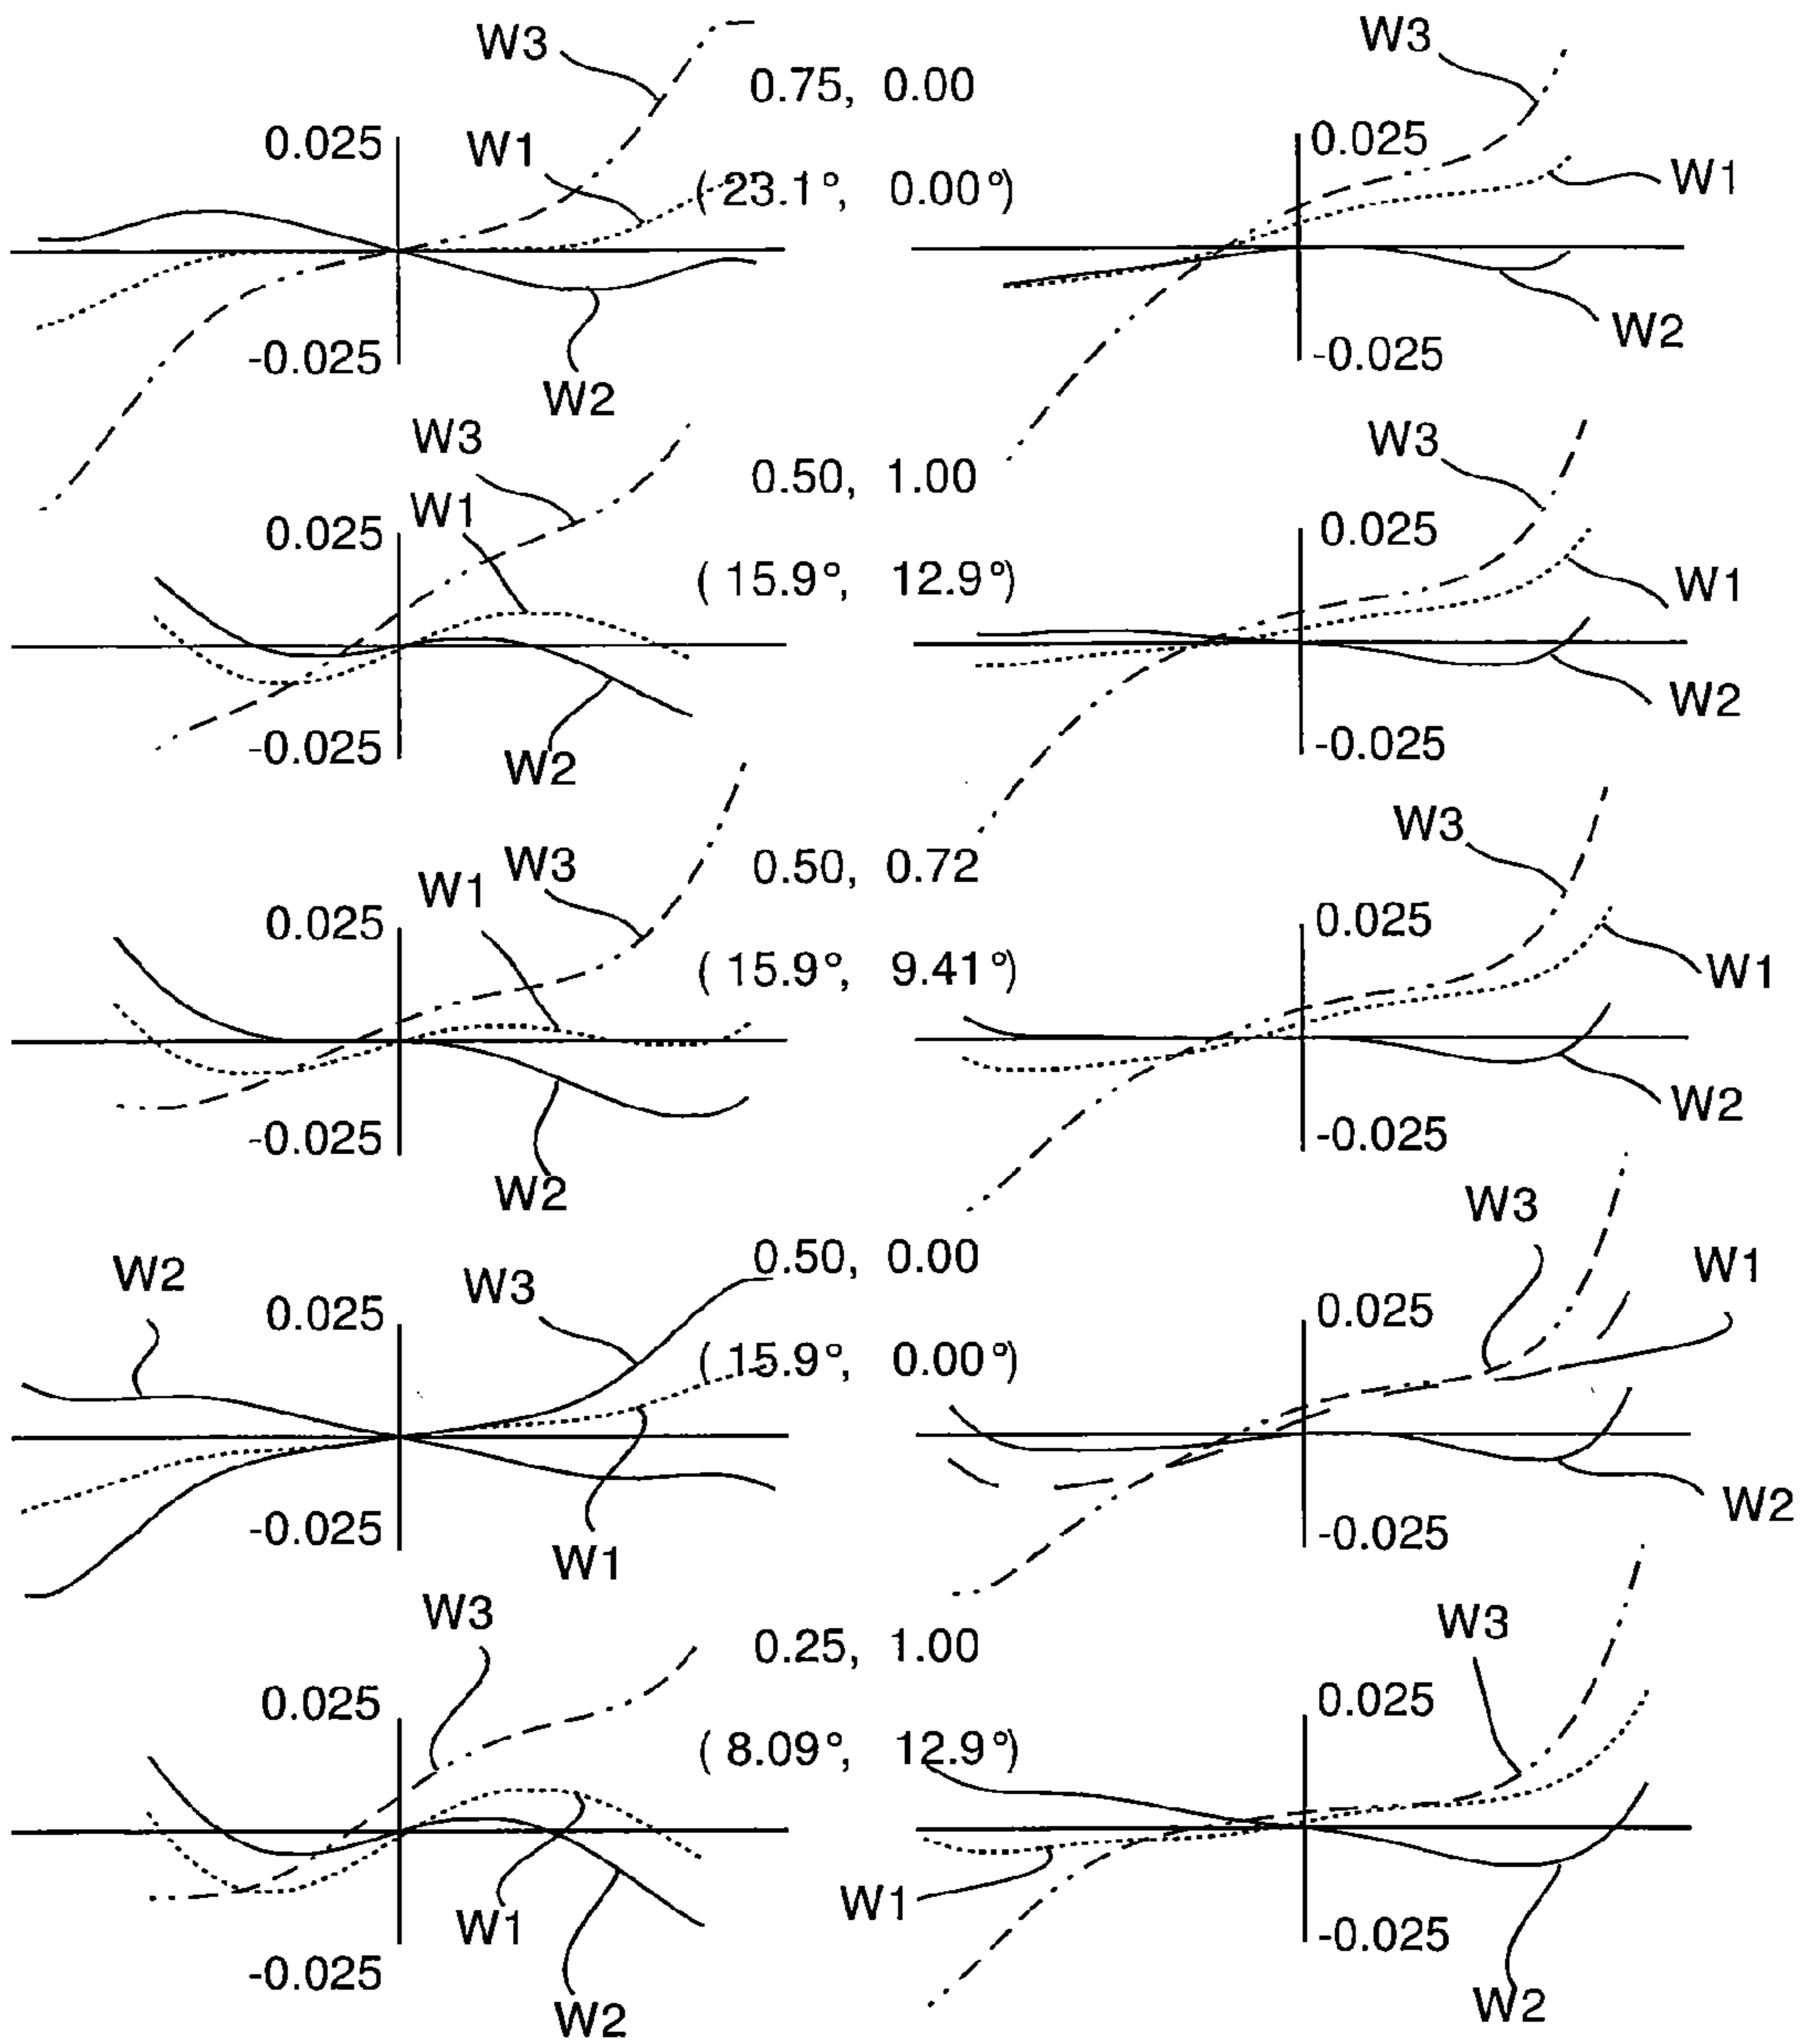 W3
W3
0.75, 0.00
0.025
W1
0.025
(23.1°, 0.00°)
W1
-0.025
W2
-0.025
W2
W3
W3
0.50, 1.00
0.025
W1
0.025
(15.9°, 12.9°)
W1
-0.025
W2
-0.025
W2
W3
W1
W3
0.50, 0.72
0.025
0.025
(15.9°, 9.41°)
W1
-0.025
W2
-0.025
W2
W3
W2
W3
0.50, 0.00
W1
0.025
0.025
(15.9°, 0.00°)
-0.025
W1
-0.025
W2
W3
W3
0.25, 1.00
0.025
0.025
(8.09°, 12.9°)
W1
W1
-0.025
W2
-0.025
W2